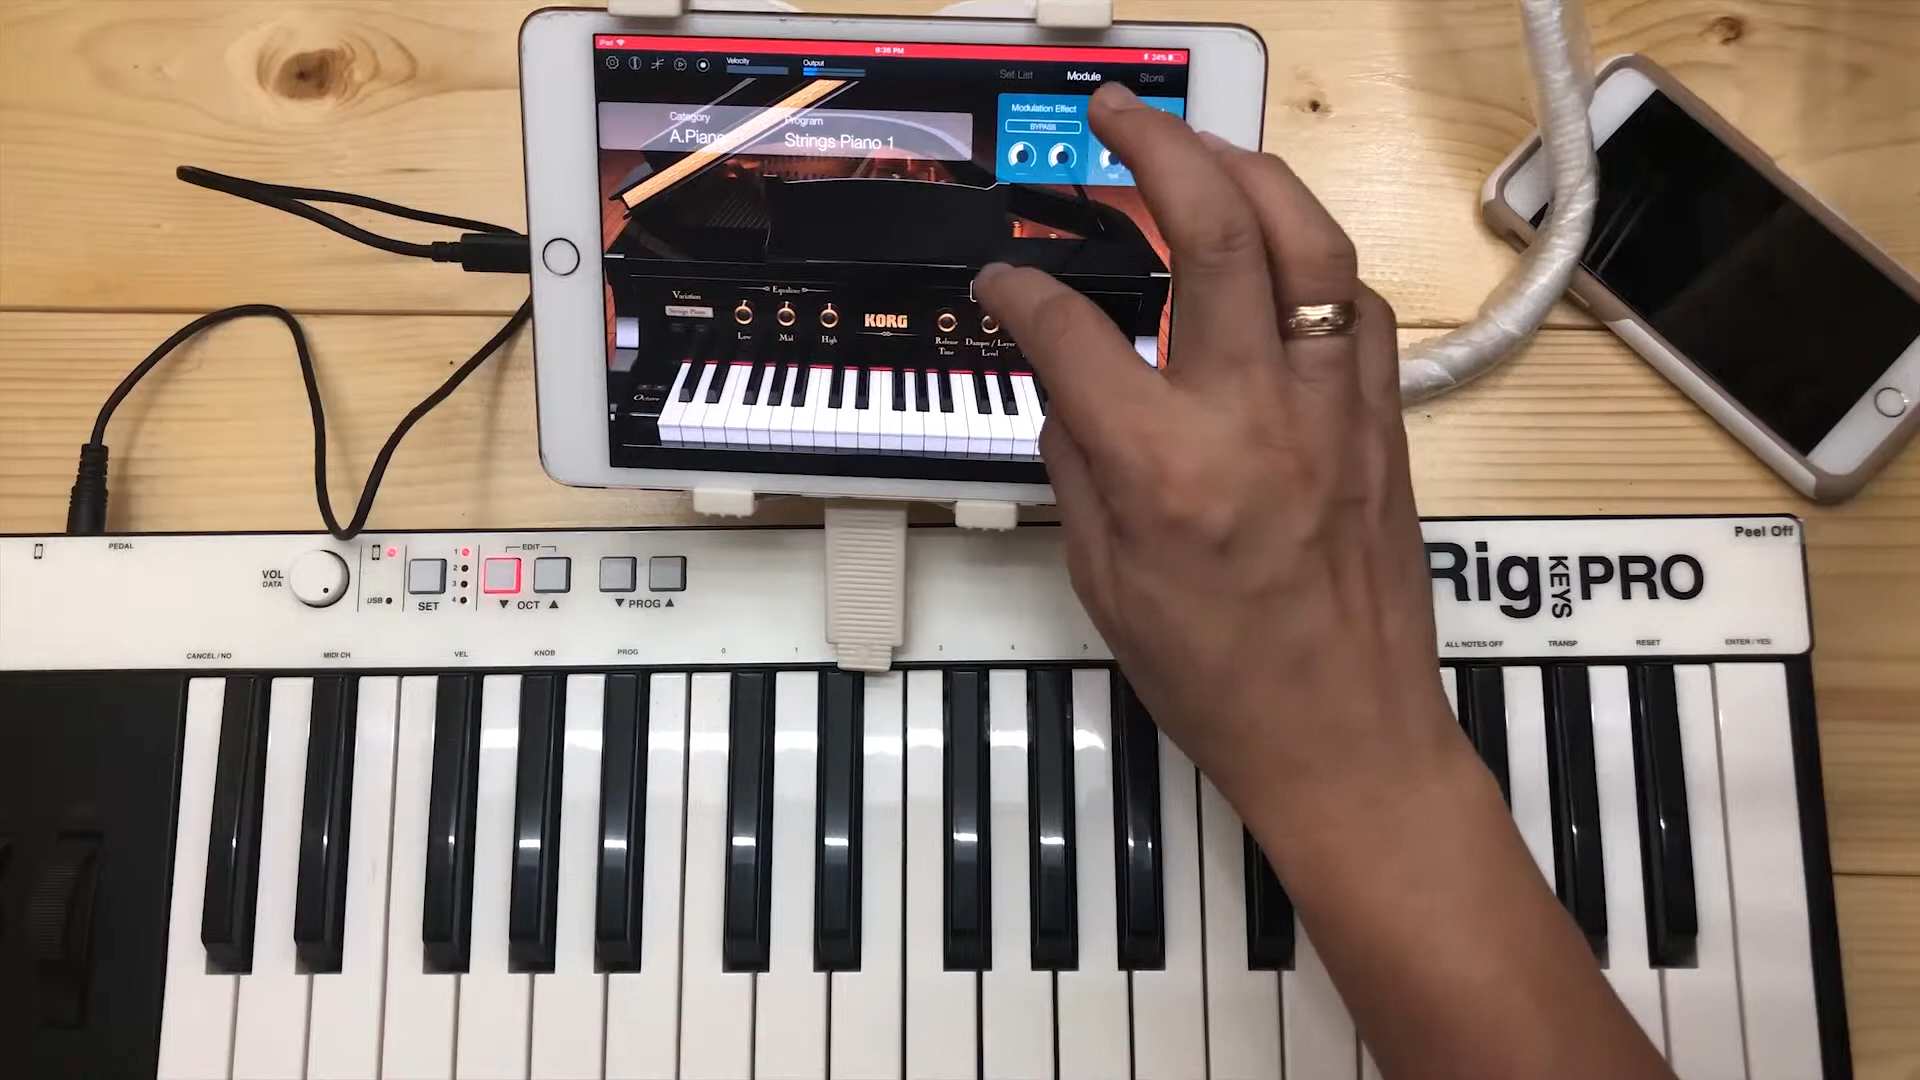 iPad
9:36 PM
24%
Velocity
Output
Set List
Module
Store
Category
A.Piano
Program
Strings Piano 1
Modulation Effect
BYPASS
Variation
Strings Piano
Equalizer
Low
Mid
High
KORG
Release Time
Damper / Layer Level
Octave
PEDAL
VOL
DATA
USB
SET
1
2
3
4
EDIT
▼ OCT ▲
▼ PROG ▲
Peel Off
Rig KEYS PRO
CANCEL / NO
MIDI CH
VEL
KNOB
PROG
0
1
3
4
5
ALL NOTES OFF
TRANSP
RESET
ENTER / YES